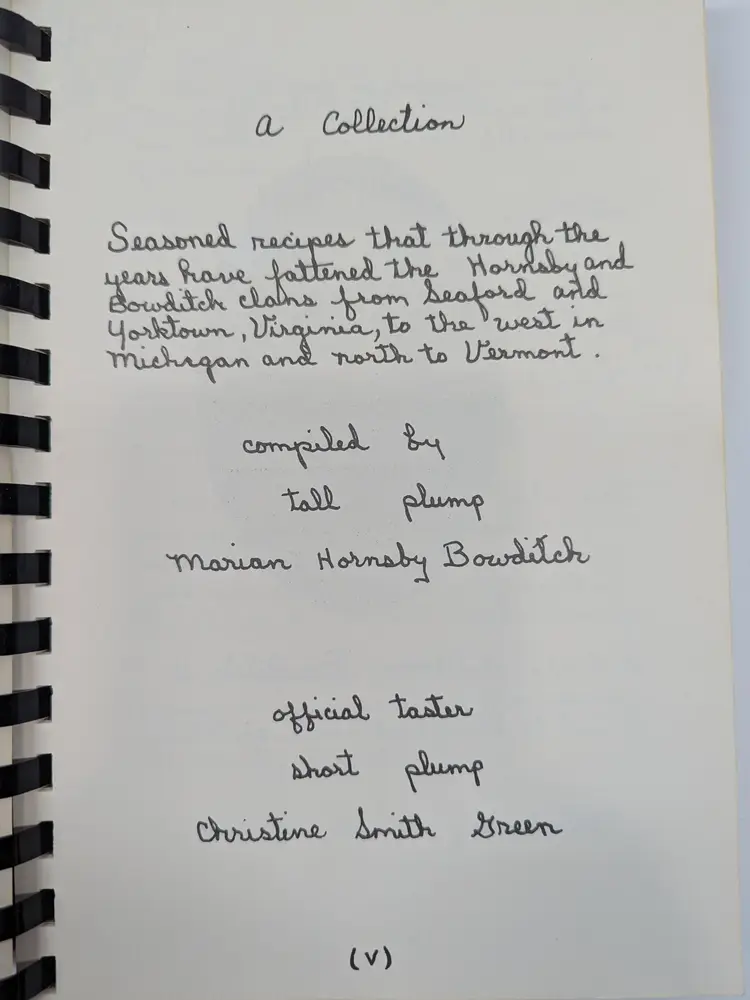 a Collection
Seasoned recipes that through the
years have fattened the Hornsby and
Bowditch clans from Seaford and
Yorktown, Virginia, to the west in
Michigan and north to Vermont.
compiled by
tall plump
Marian Hornsby Bowditch
official taster
short plump
Christine Smith Green
(V)